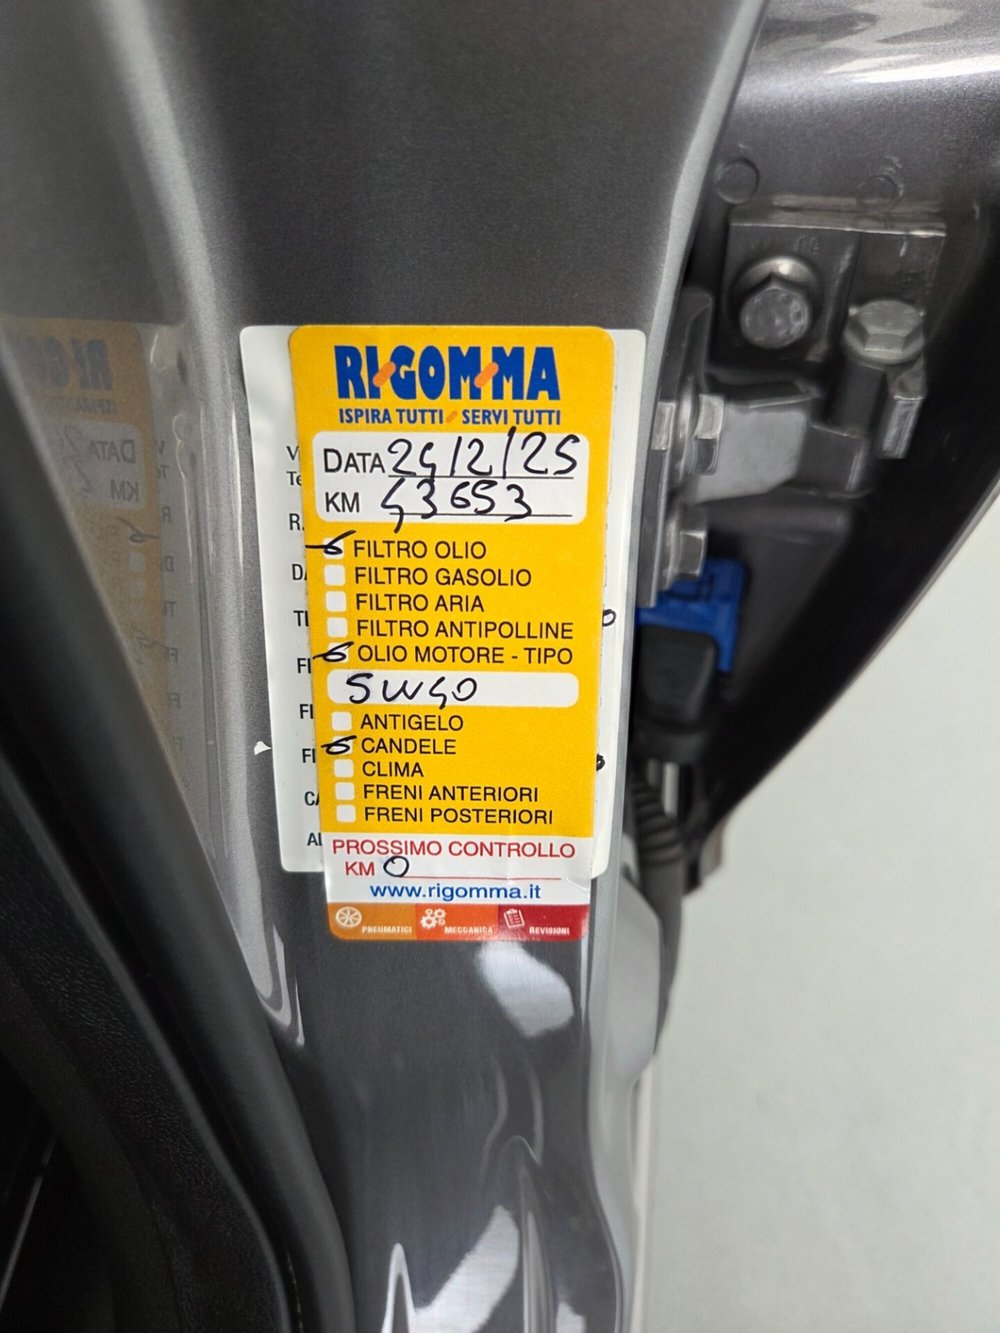 RIGOMMA
ISPIRA TUTTI SERVI TUTTI
DATA 24/2/25
KM 43653
FILTRO OLIO
FILTRO GASOLIO
FILTRO ARIA
FILTRO ANTIPOLLINE
OLIO MOTORE - TIPO
5W40
ANTIGELO
CANDELE
CLIMA
FRENI ANTERIORI
FRENI POSTERIORI
PROSSIMO CONTROLLO
KM 0
www.rigomma.it
PNEUMATICI MECCANICA REVISIONI